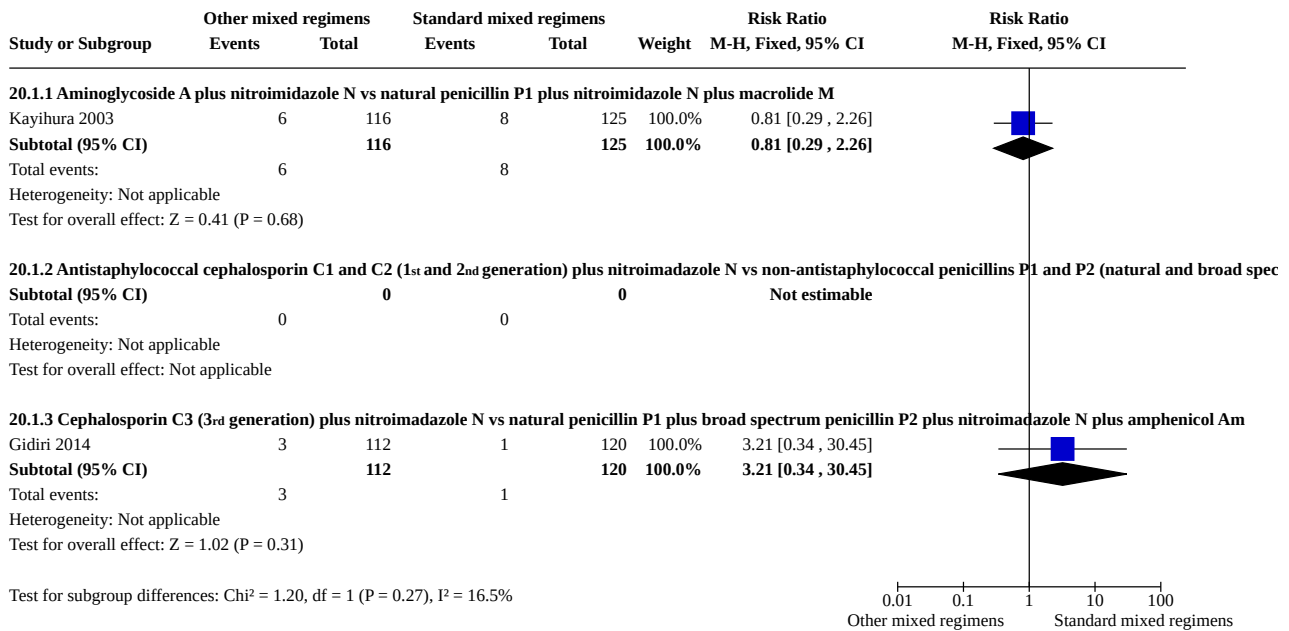 Other mixed regimens Standard mixed regimens Risk Ratio Risk Ratio
Study or Subgroup Events Total Events Total Weight M-H, Fixed, 95% CI M-H, Fixed, 95% CI
20.1.1 Aminoglycoside A plus nitroimidazole N vs natural penicillin P1 plus nitroimidazole N plus macrolide M
Kayihura 2003 6 116 8 125 100.0% 0.81 [0.29 , 2.26]
Subtotal (95% CI) 116 125 100.0% 0.81 [0.29 , 2.26]
Total events: 6 8
Heterogeneity: Not applicable
Test for overall effect: Z = 0.41 (P = 0.68)
20.1.2 Antistaphylococcal cephalosporin C1 and C2 (1st and 2nd generation) plus nitroimadazole N vs non-antistaphylococcal penicillins P1 and P2 (natural and broad spec
Subtotal (95% CI) 0 0 Not estimable
Total events: 0 0
Heterogeneity: Not applicable
Test for overall effect: Not applicable
20.1.3 Cephalosporin C3 (3rd generation) plus nitroimadazole N vs natural penicillin P1 plus broad spectrum penicillin P2 plus nitroimadazole N plus amphenicol Am
Gidiri 2014 3 112 1 120 100.0% 3.21 [0.34 , 30.45]
Subtotal (95% CI) 112 120 100.0% 3.21 [0.34 , 30.45]
Total events: 3 1
Heterogeneity: Not applicable
Test for overall effect: Z = 1.02 (P = 0.31)
Test for subgroup differences: Chi² = 1.20, df = 1 (P = 0.27), I² = 16.5%
0.01 0.1 1 10 100
Other mixed regimens Standard mixed regimens